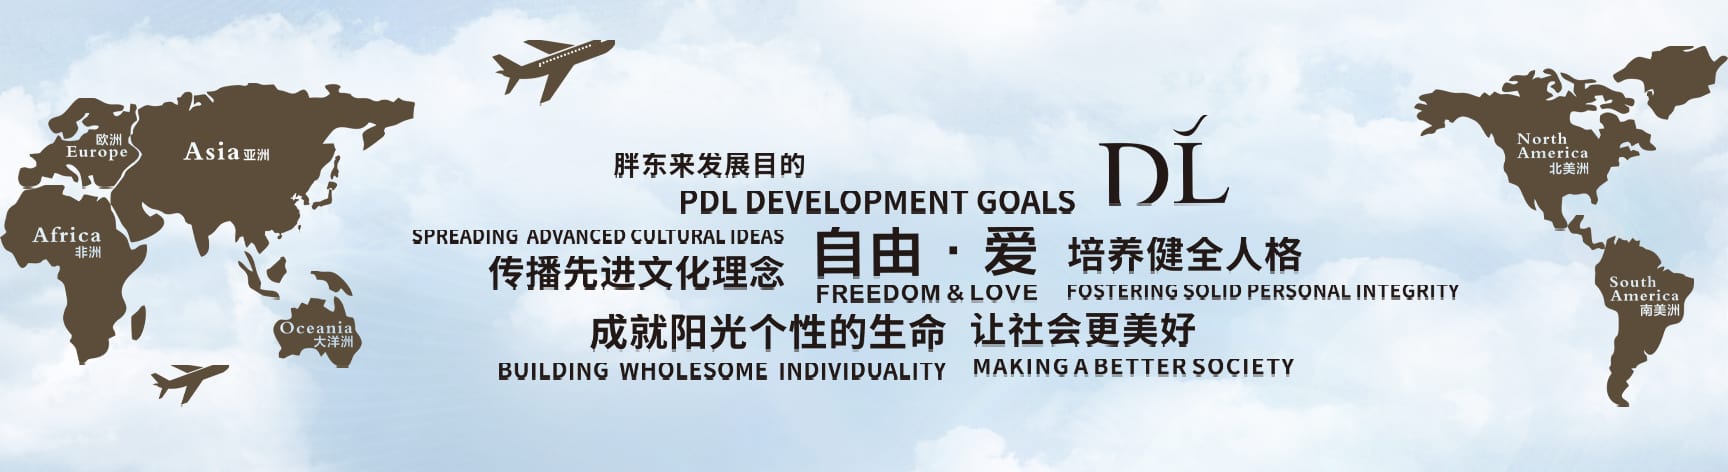 欧洲
Europe
Asia 亚洲
Africa
非洲
Oceania
大洋洲
胖东来发展目的
PDL DEVELOPMENT GOALS
DL
SPREADING ADVANCED CULTURAL IDEAS
传播先进文化理念
自由·爱
FREEDOM & LOVE
培养健全人格
FOSTERING SOLID PERSONAL INTEGRITY
成就阳光个性的生命
BUILDING WHOLESOME INDIVIDUALITY
让社会更美好
MAKING A BETTER SOCIETY
North
America
北美洲
South
America
南美洲